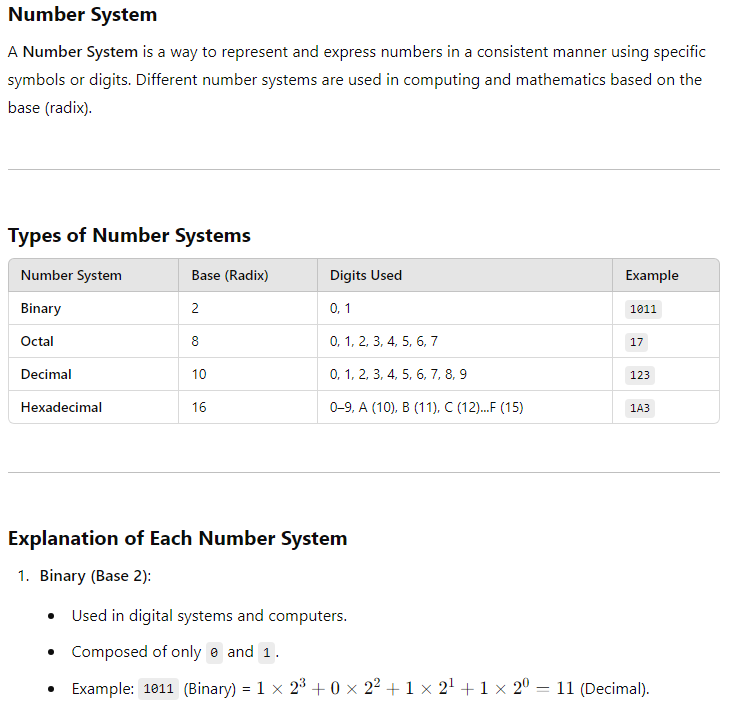 Number System
A Number System is a way to represent and express numbers in a consistent manner using specific
symbols or digits. Different number systems are used in computing and mathematics based on the
base (radix).
Types of Number Systems
Number System Base (Radix) Digits Used Example
Binary 2 0, 1 1011
Octal 8 0, 1, 2, 3, 4, 5, 6, 7 17
Decimal 10 0, 1, 2, 3, 4, 5, 6, 7, 8, 9 123
Hexadecimal 16 0–9, A (10), B (11), C (12)...F (15) 1A3
Explanation of Each Number System
1. Binary (Base 2):
• Used in digital systems and computers.
• Composed of only 0 and 1.
• Example: 1011 (Binary) = 1 × 2³ + 0 × 2² + 1 × 2¹ + 1 × 2⁰ = 11 (Decimal).